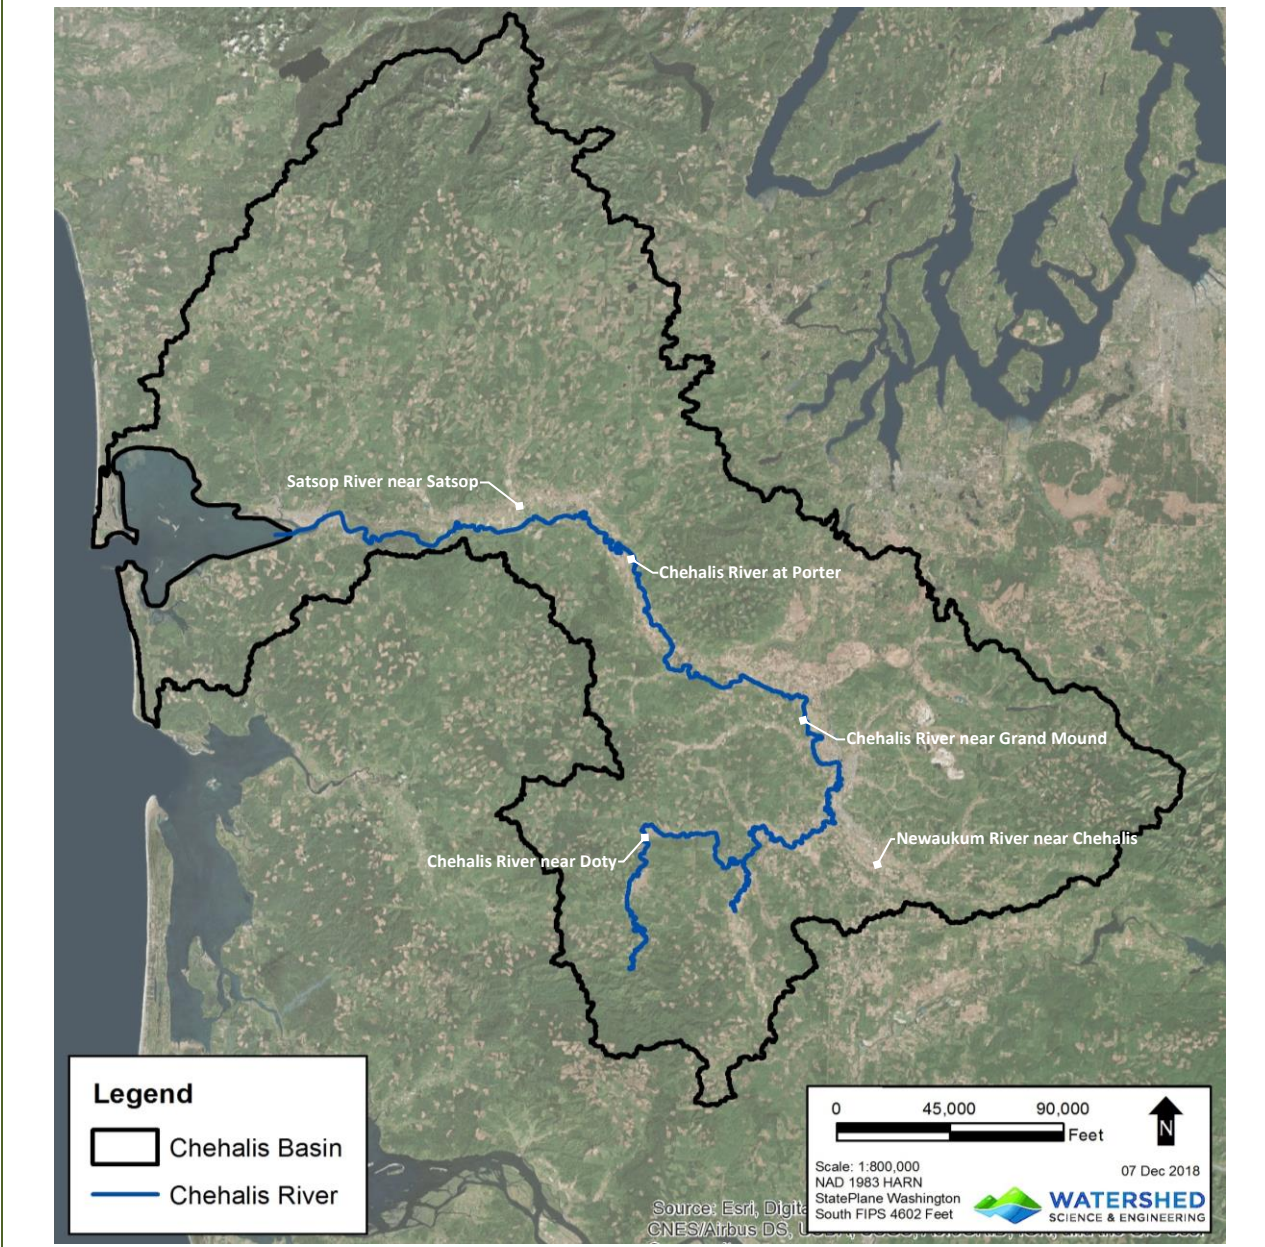 Satsop River near Satsop
Chehalis River at Porter
Chehalis River near Grand Mound
Newaukum River near Chehalis
Chehalis River near Doty
Legend
Chehalis Basin
Chehalis River
0 45,000 90,000
Feet
N
Scale: 1:800,000
NAD 1983 HARN
StatePlane Washington
South FIPS 4602 Feet
07 Dec 2018
WATERSHED
SCIENCE & ENGINEERING
Source: Esri,
CNES/Airbus DS,